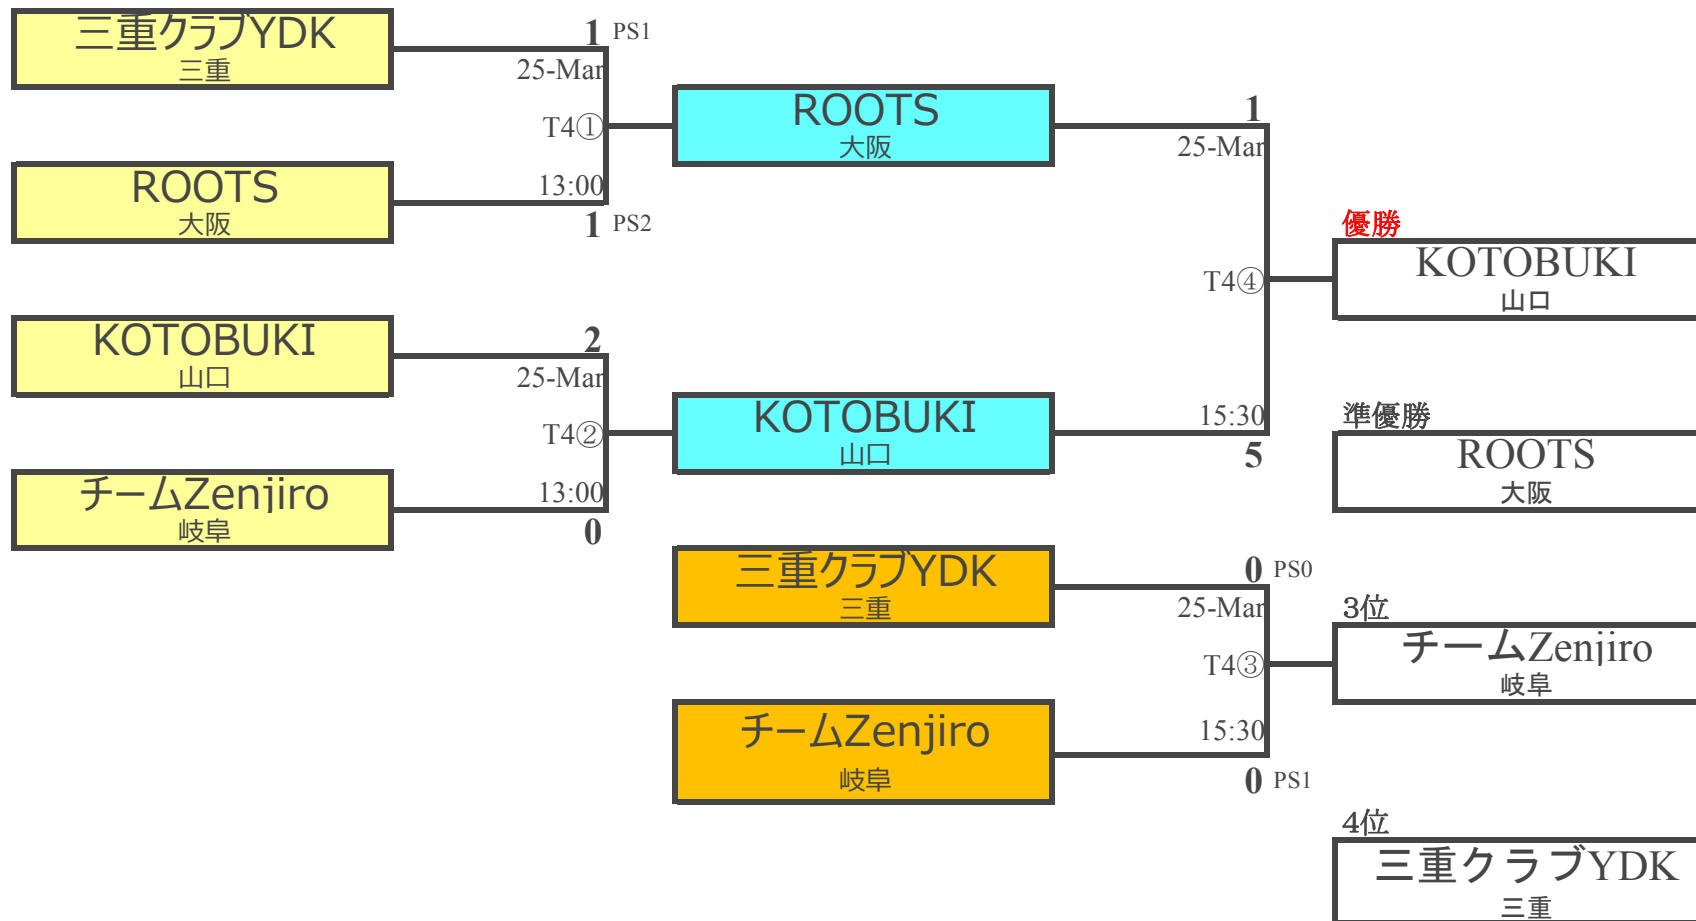 三重クラブYDK
三重
1 PS1
25-Mar
T4①
13:00
ROOTS
大阪
1 PS2
KOTOBUKI
山口
2
25-Mar
T4②
13:00
チームZenjiro
岐阜
0
ROOTS
大阪
1
25-Mar
T4④
15:30
KOTOBUKI
山口
5
三重クラブYDK
三重
0 PS0
25-Mar
T4③
15:30
チームZenjiro
岐阜
0 PS1
優勝
KOTOBUKI
山口
準優勝
ROOTS
大阪
3位
チームZenjiro
岐阜
4位
三重クラブYDK
三重